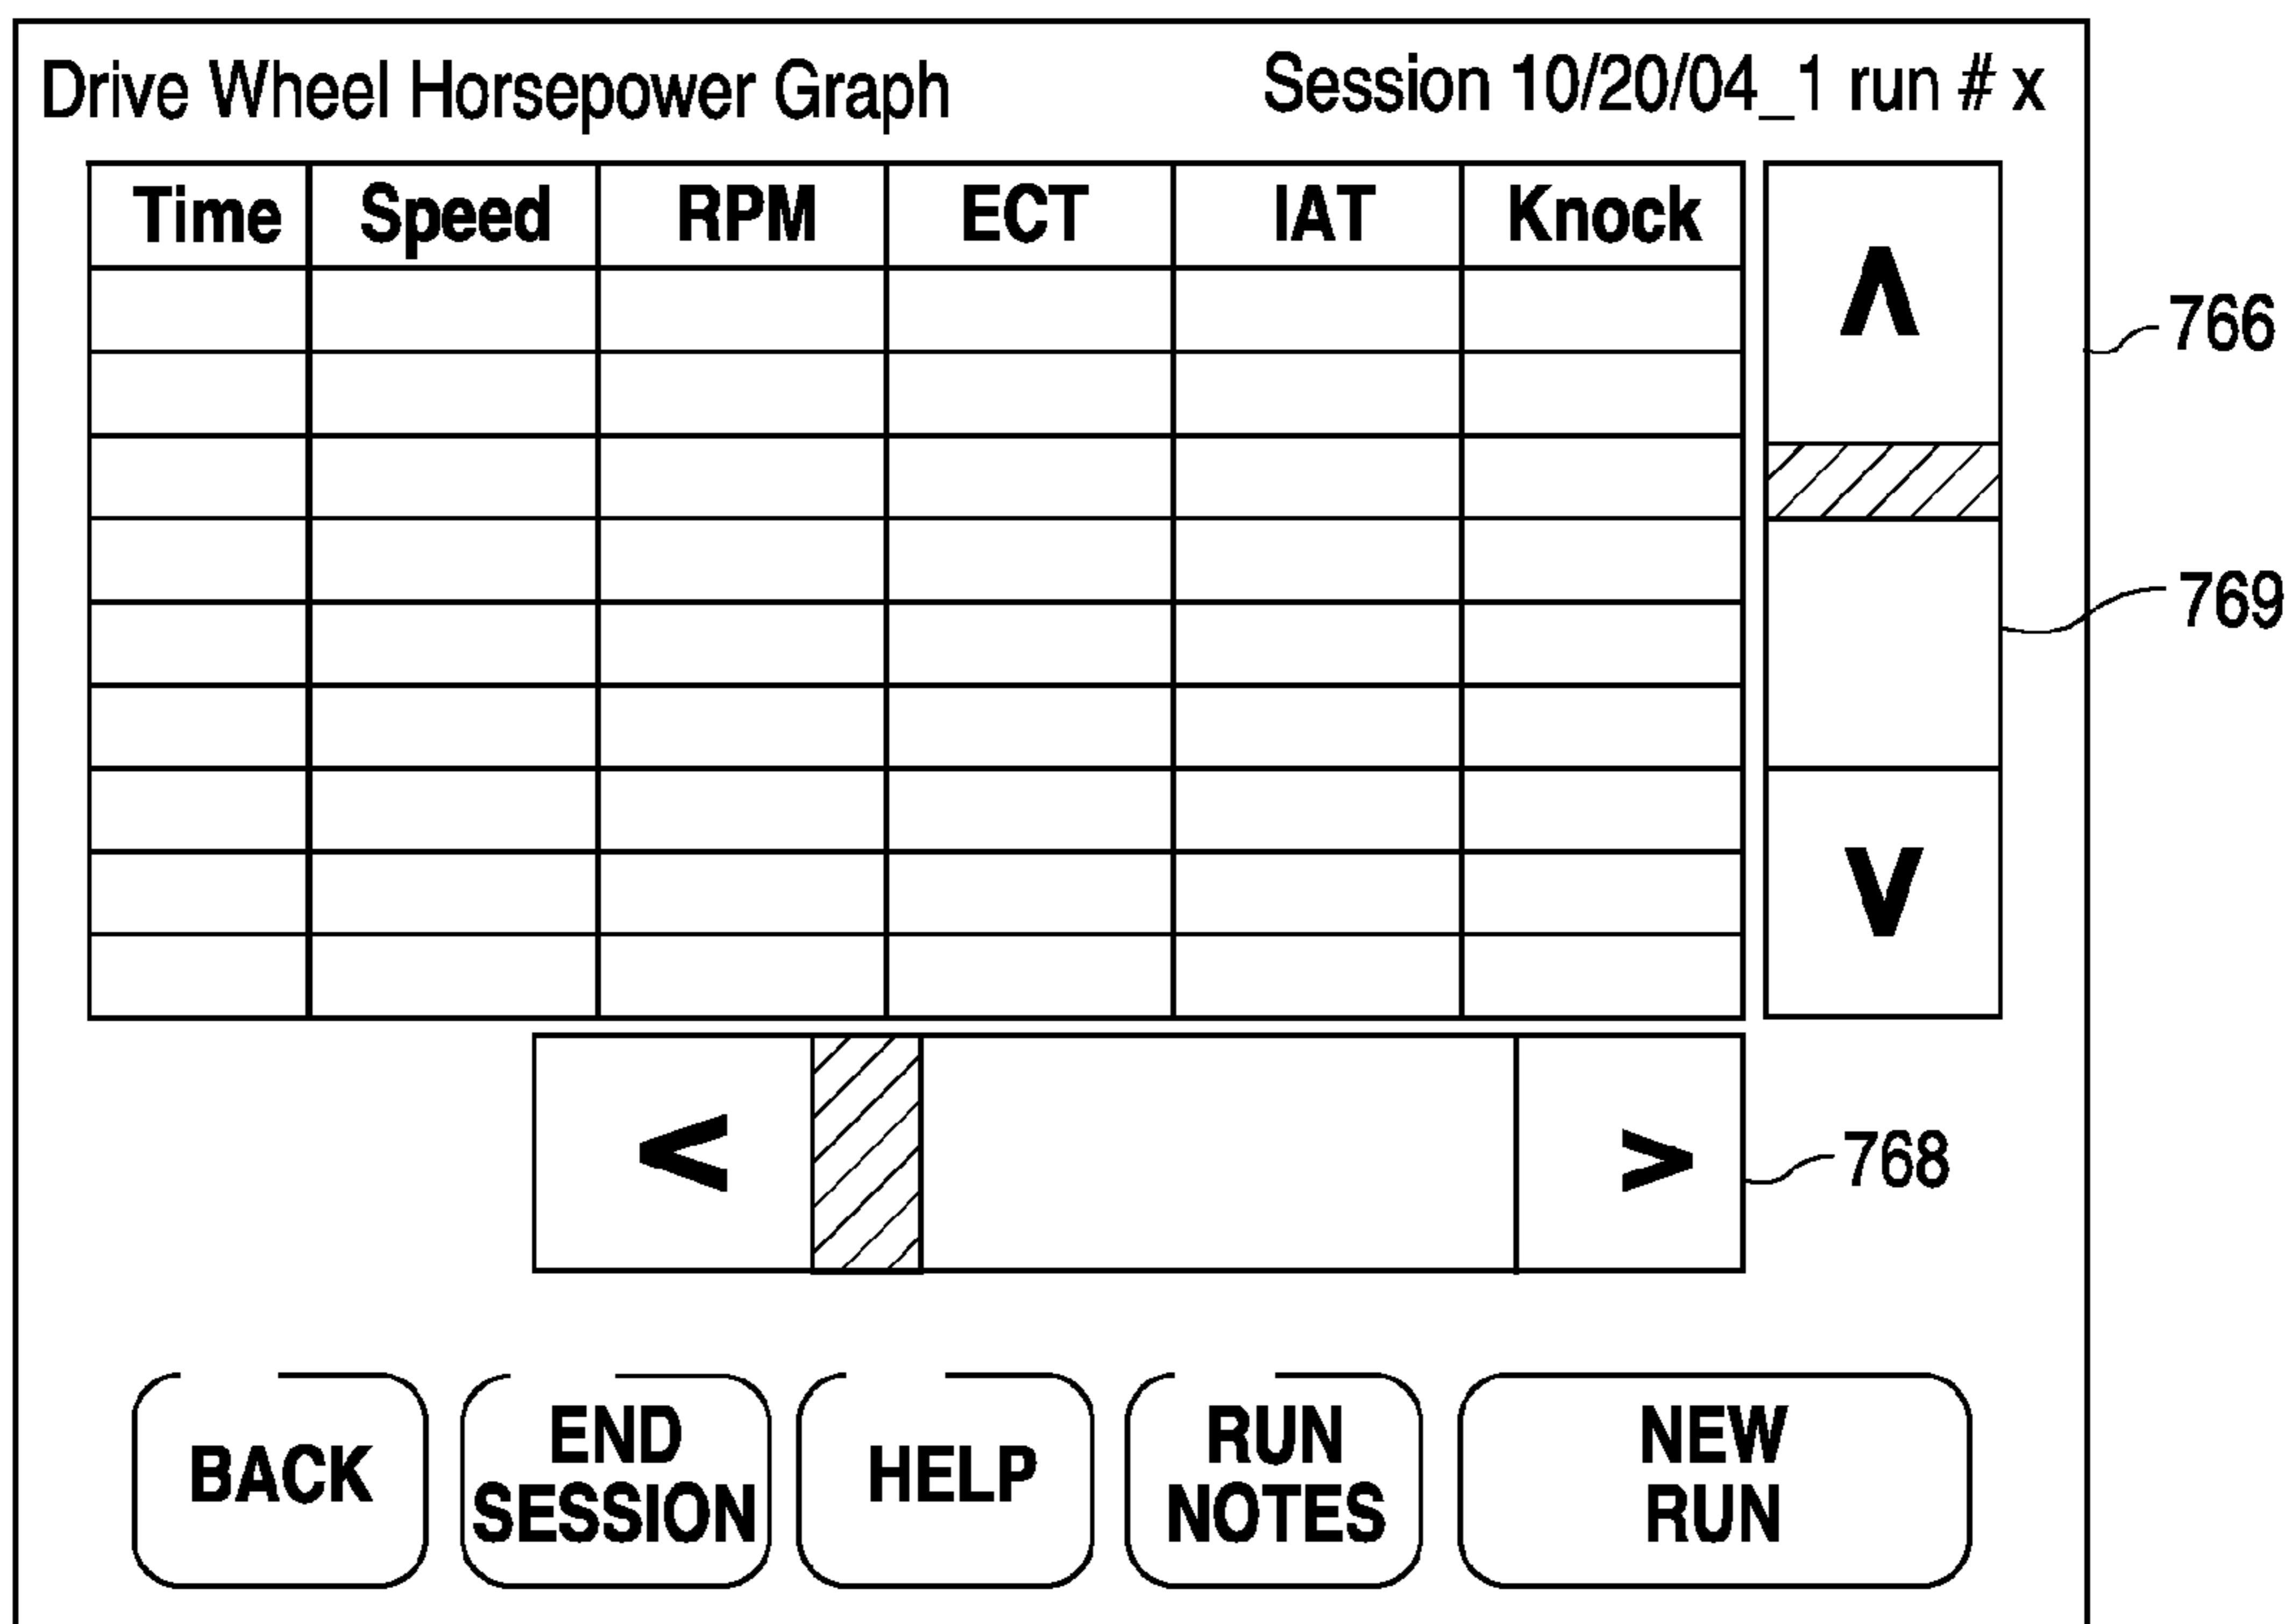 Drive Wheel Horsepower Graph Session 10/20/04_1 run # x
Time Speed RPM ECT IAT Knock
Λ
766
769
V
< >
768
BACK END SESSION HELP RUN NOTES NEW RUN